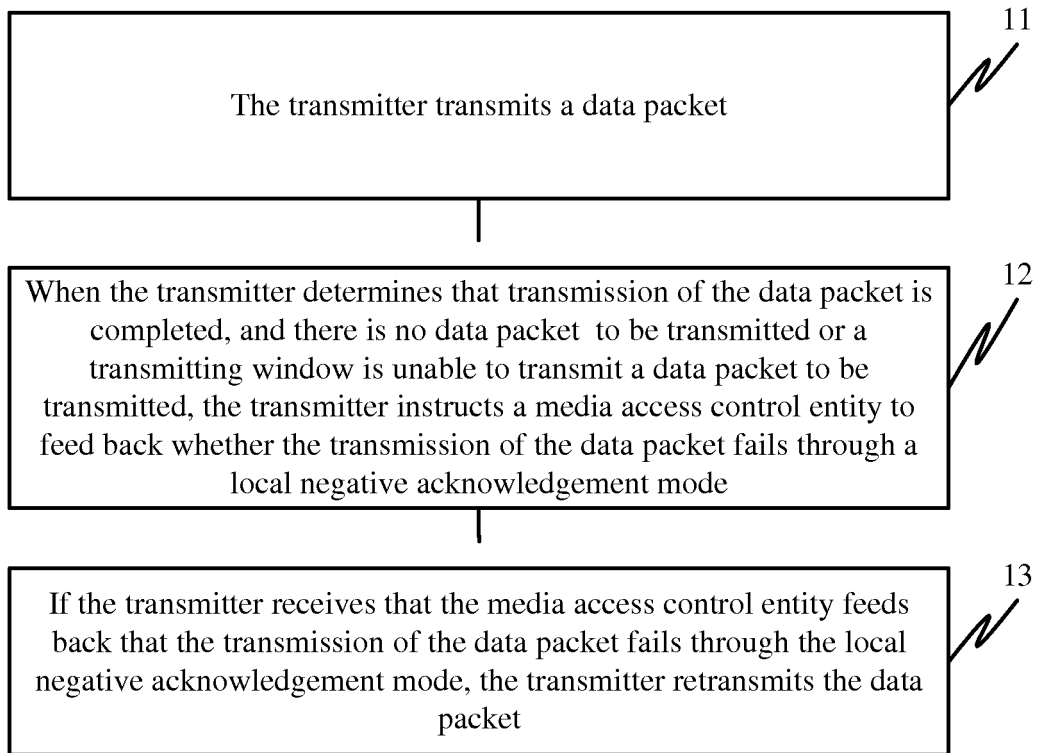 11
The transmitter transmits a data packet
12
When the transmitter determines that transmission of the data packet is
completed, and there is no data packet to be transmitted or a
transmitting window is unable to transmit a data packet to be
transmitted, the transmitter instructs a media access control entity to
feed back whether the transmission of the data packet fails through a
local negative acknowledgement mode
13
If the transmitter receives that the media access control entity feeds
back that the transmission of the data packet fails through the local
negative acknowledgement mode, the transmitter retransmits the data
packet